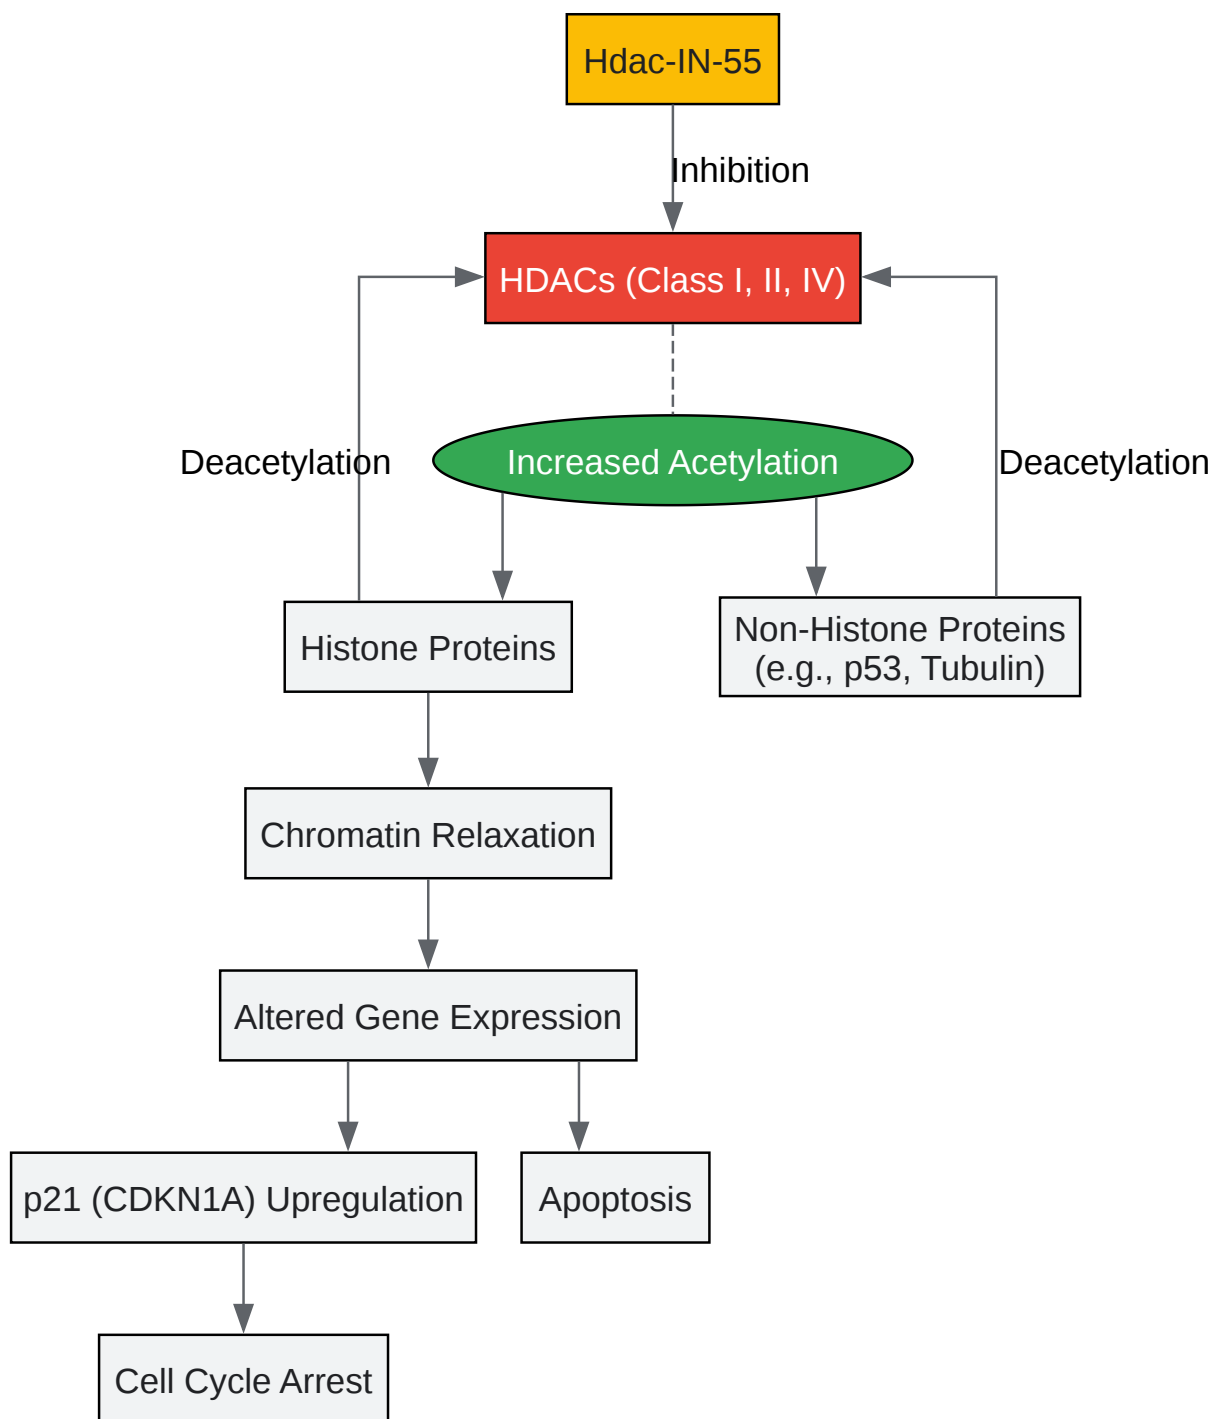 Hdac-IN-55
Inhibition
HDACs (Class I, II, IV)
Deacetylation
Increased Acetylation
Deacetylation
Histone Proteins
Non-Histone Proteins
(e.g., p53, Tubulin)
Chromatin Relaxation
Altered Gene Expression
p21 (CDKN1A) Upregulation
Apoptosis
Cell Cycle Arrest